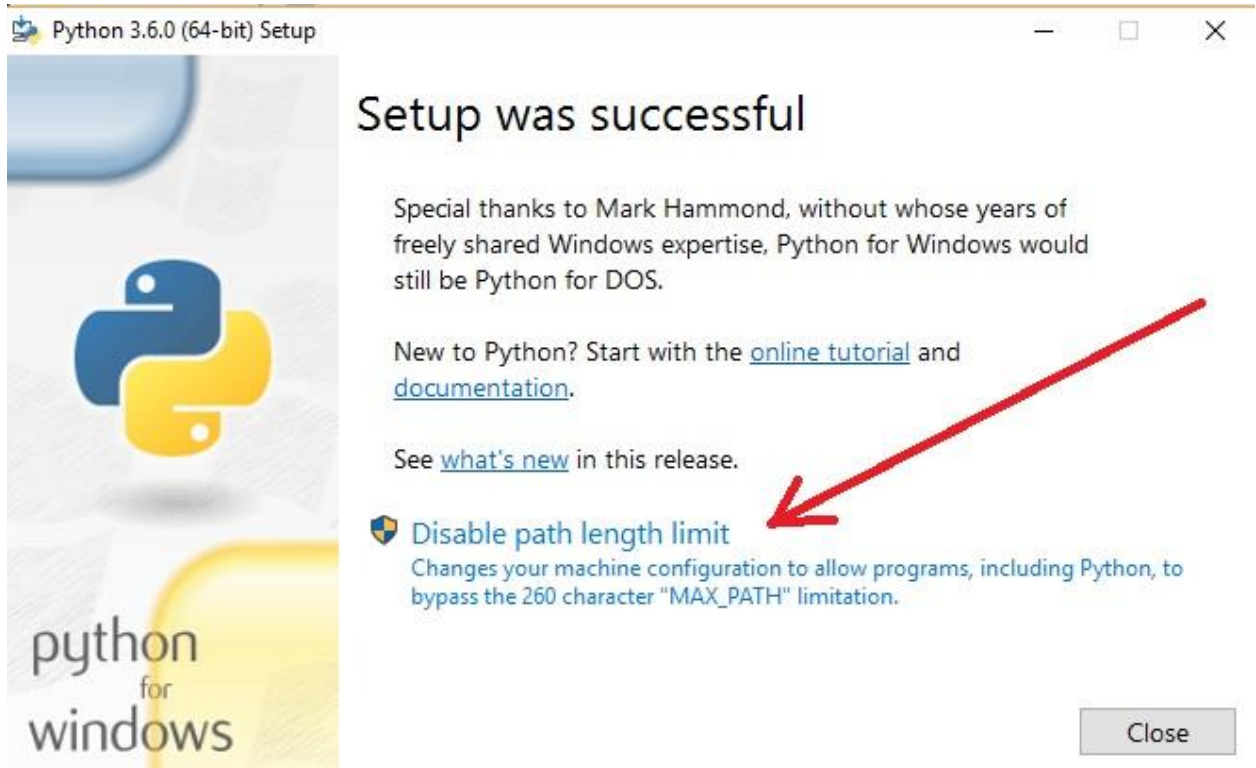 Python 3.6.0 (64-bit) Setup
Setup was successful
Special thanks to Mark Hammond, without whose years of
freely shared Windows expertise, Python for Windows would
still be Python for DOS.
New to Python? Start with the online tutorial and
documentation.
See what's new in this release.
Disable path length limit
Changes your machine configuration to allow programs, including Python, to
bypass the 260 character "MAX_PATH" limitation.
python
for
windows
Close